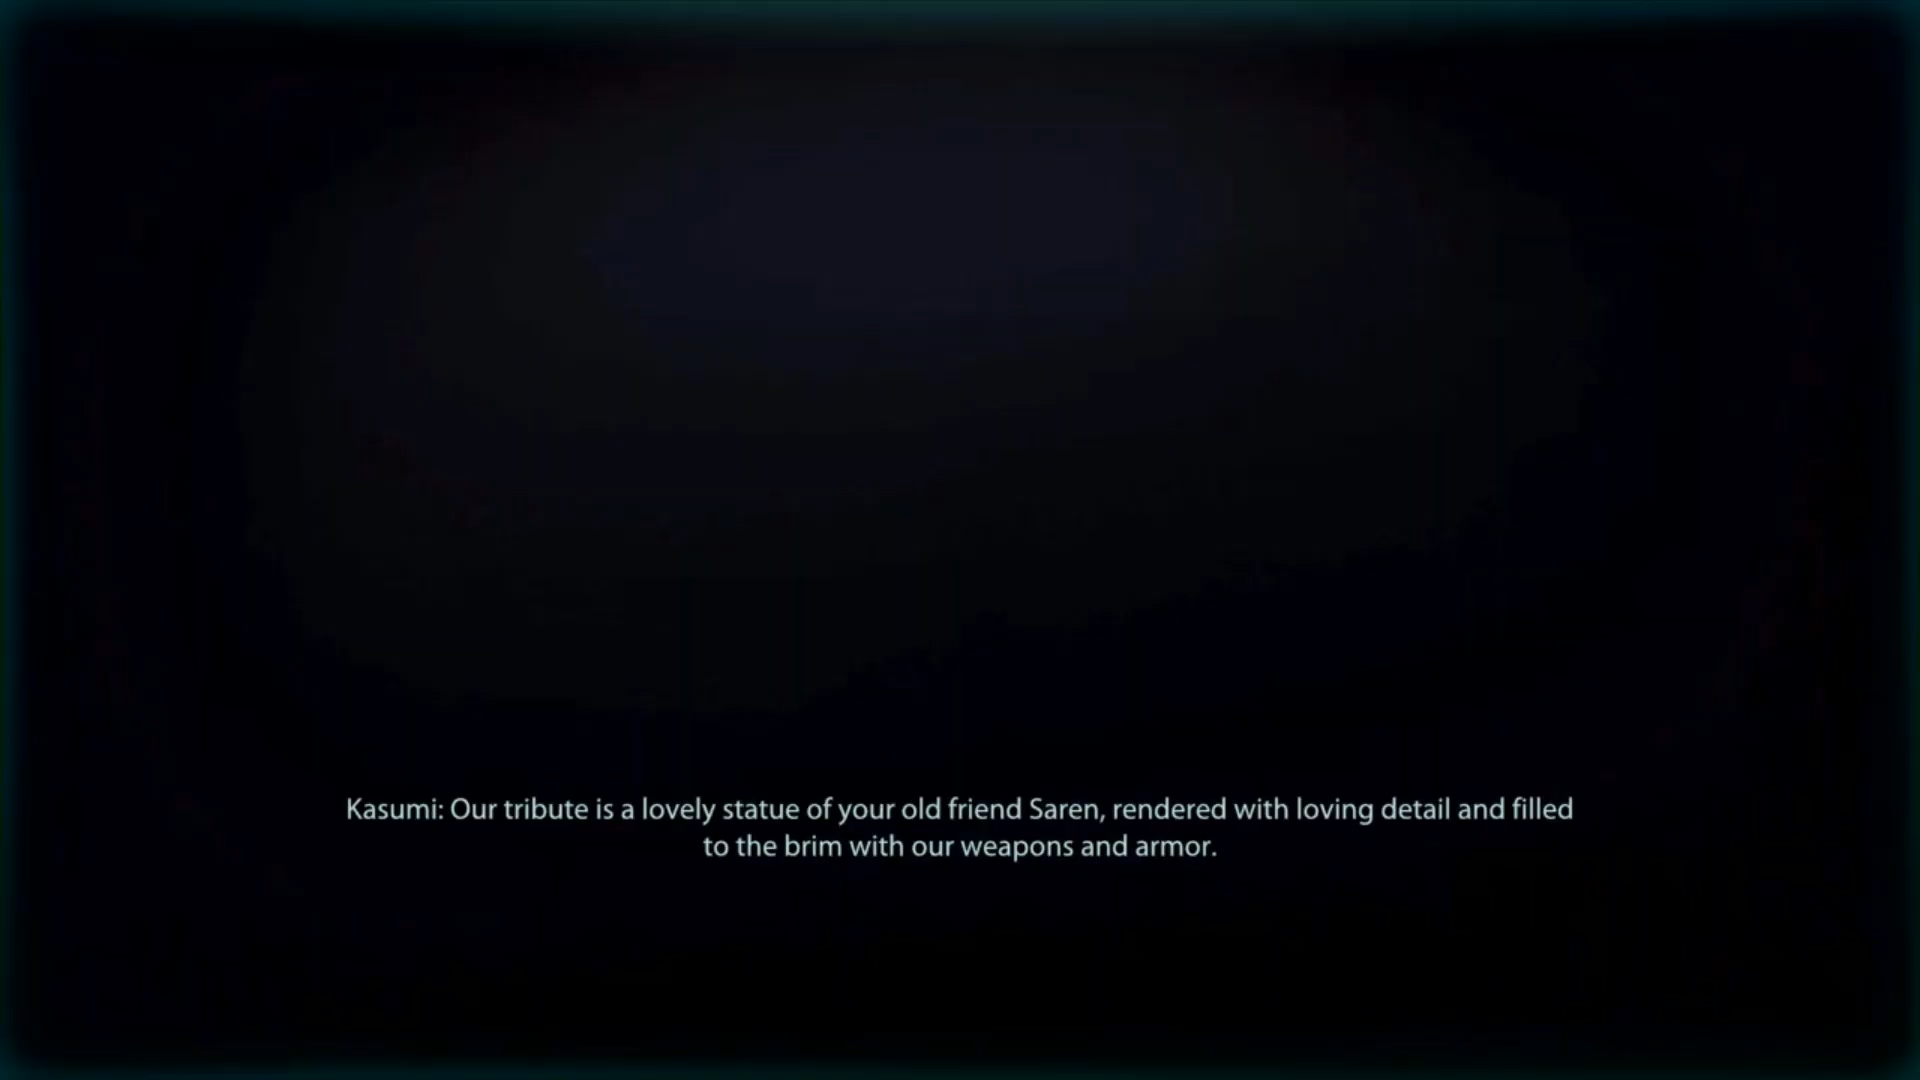 Kasumi: Our tribute is a lovely statue of your old friend Saren, rendered with loving detail and filled
to the brim with our weapons and armor.